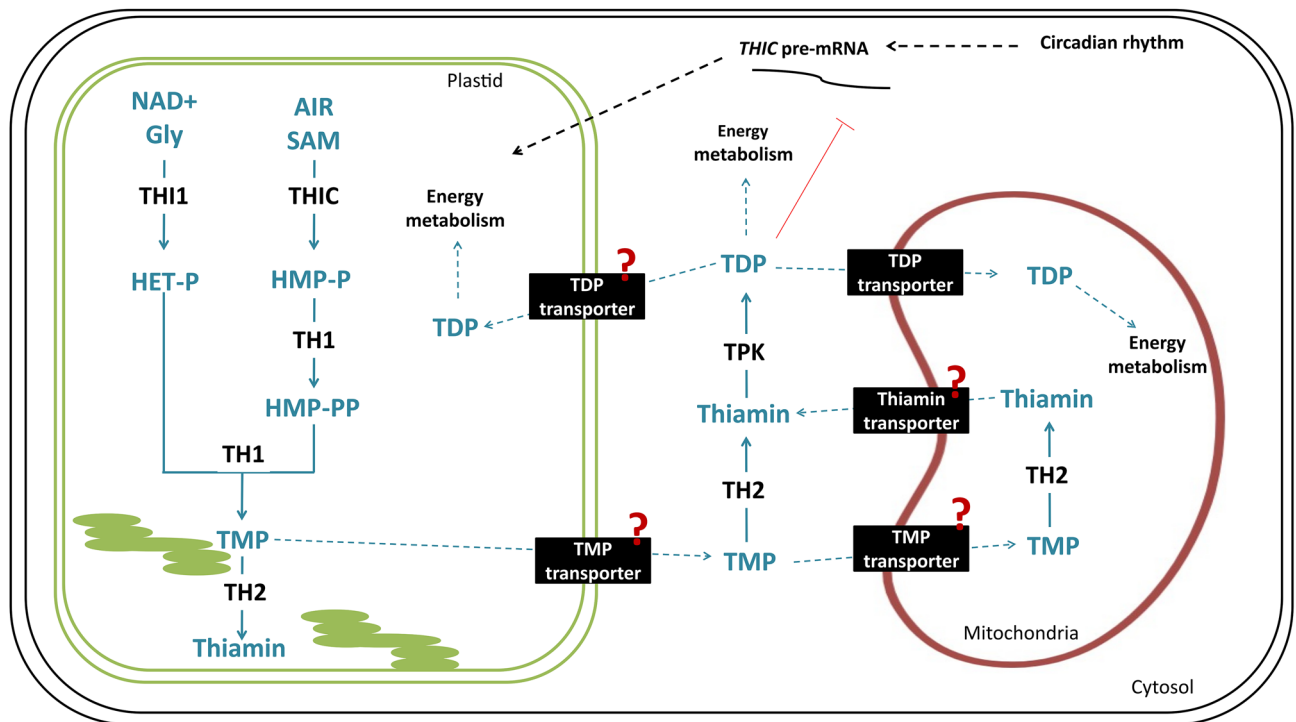 THIC pre-mRNA
Circadian rhythm
Plastid
NAD+
Gly
THI1
HET-P
AIR
SAM
THIC
HMP-P
TH1
HMP-PP
TH1
TMP
TH2
Thiamin
Energy
metabolism
TDP
?
TDP
transporter
?
TMP
transporter
Energy
metabolism
TDP
TPK
Thiamin
TH2
TMP
TDP
transporter
TDP
Energy
metabolism
?
Thiamin
transporter
Thiamin
TH2
?
TMP
transporter
TMP
Mitochondria
Cytosol